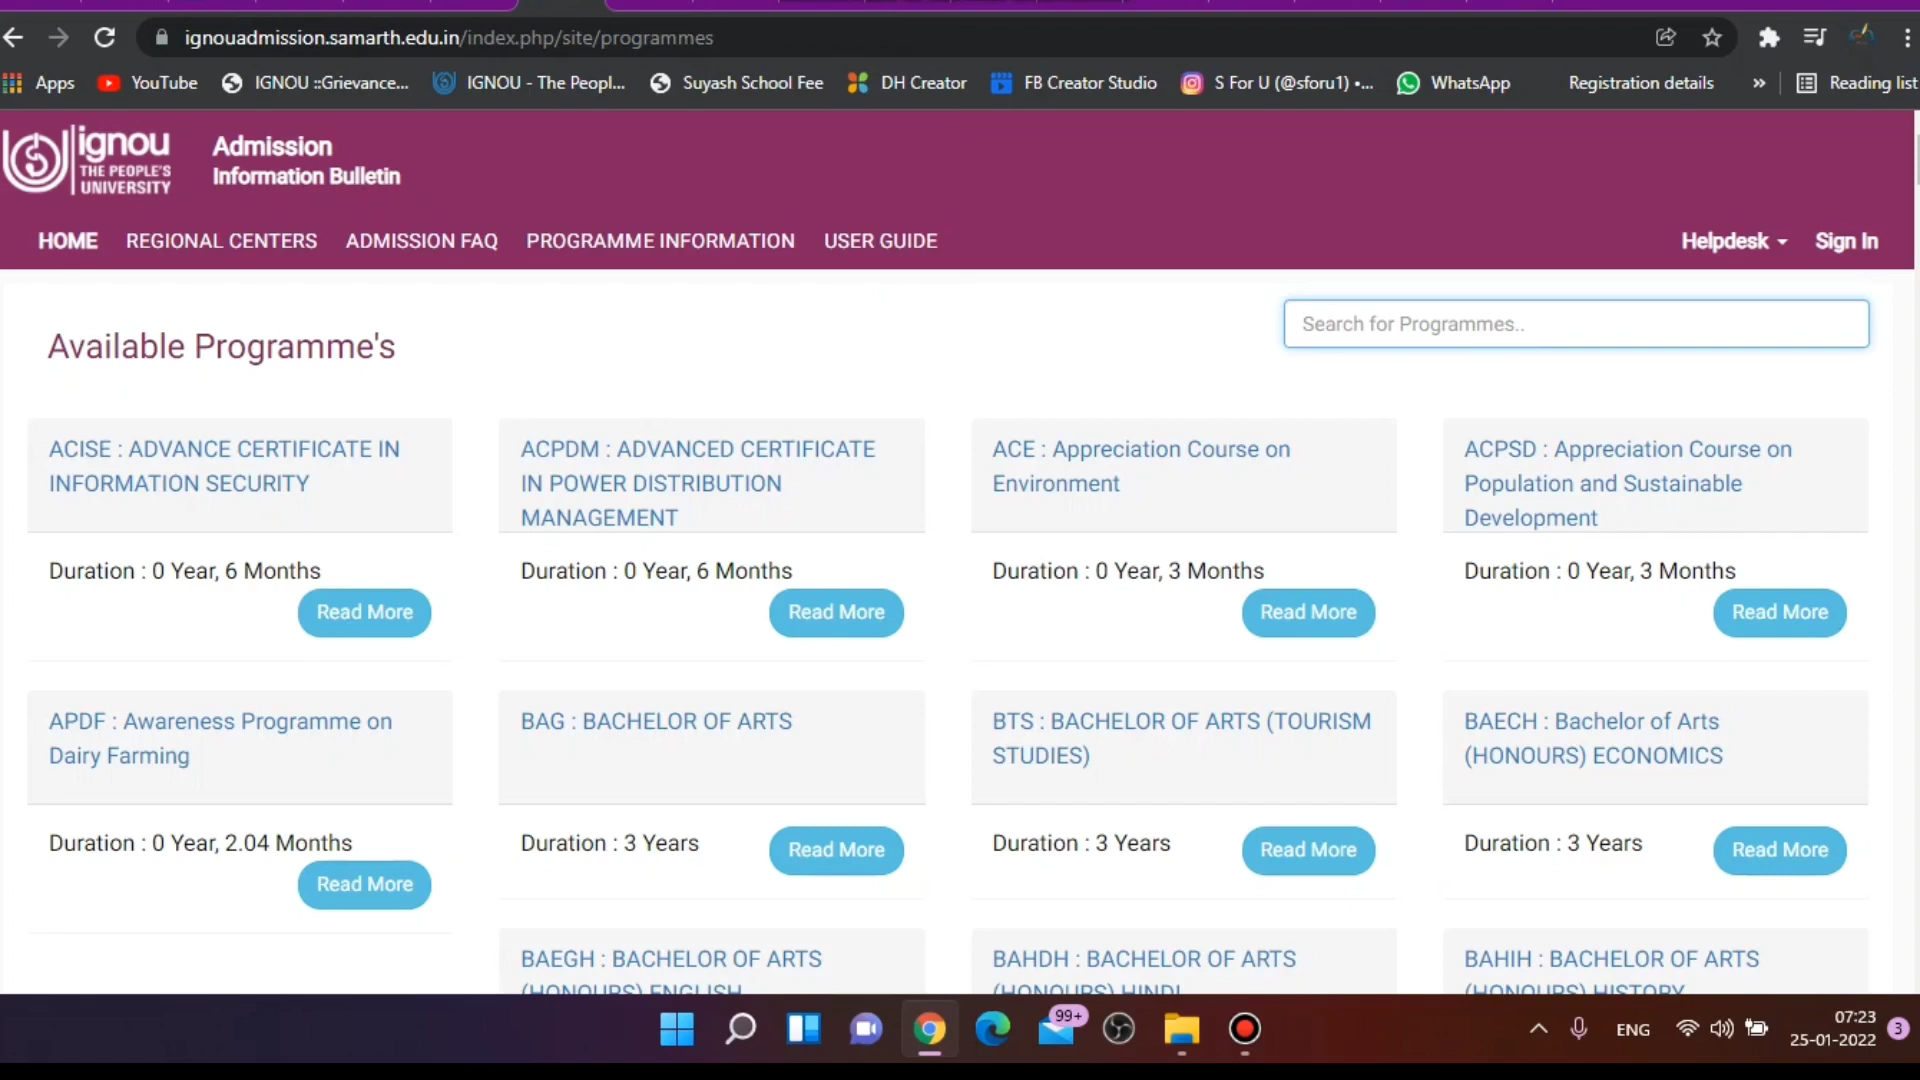 ignouadmission.samarth.edu.in/index.php/site/programmes
Apps YouTube IGNOU ::Grievance... IGNOU - The Peopl... Suyash School Fee DH Creator FB Creator Studio S For U (@sforu1) •... WhatsApp Registration details » Reading list
ignou
THE PEOPLE'S
UNIVERSITY
Admission
Information Bulletin
HOME REGIONAL CENTERS ADMISSION FAQ PROGRAMME INFORMATION USER GUIDE Helpdesk Sign In
Search for Programmes..
Available Programme's
ACISE : ADVANCE CERTIFICATE IN
INFORMATION SECURITY
Duration : 0 Year, 6 Months
Read More
ACPDM : ADVANCED CERTIFICATE
IN POWER DISTRIBUTION
MANAGEMENT
Duration : 0 Year, 6 Months
Read More
ACE : Appreciation Course on
Environment
Duration : 0 Year, 3 Months
Read More
ACPSD : Appreciation Course on
Population and Sustainable
Development
Duration : 0 Year, 3 Months
Read More
APDF : Awareness Programme on
Dairy Farming
Duration : 0 Year, 2.04 Months
Read More
BAG : BACHELOR OF ARTS
Duration : 3 Years
Read More
BTS : BACHELOR OF ARTS (TOURISM
STUDIES)
Duration : 3 Years
Read More
BAECH : Bachelor of Arts
(HONOURS) ECONOMICS
Duration : 3 Years
Read More
BAEGH : BACHELOR OF ARTS
(HONOURS) ENGLISH
BAHDH : BACHELOR OF ARTS
(HONOURS) HINDI
BAHIH : BACHELOR OF ARTS
(HONOURS) HISTORY
99+
ENG
07:23
25-01-2022
3